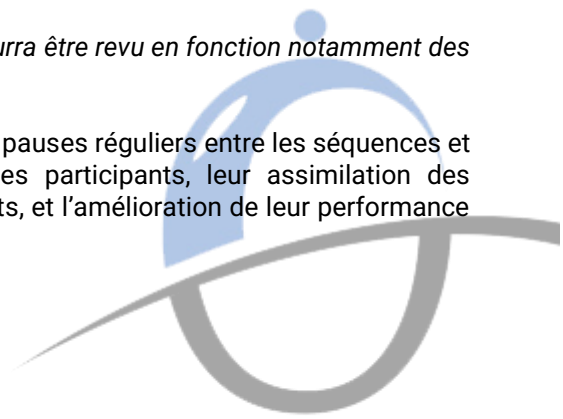 être revu en fonction notamment des
pauses réguliers entre les séquences et
es participants, leur assimilation des
ts, et l’amélioration de leur performance